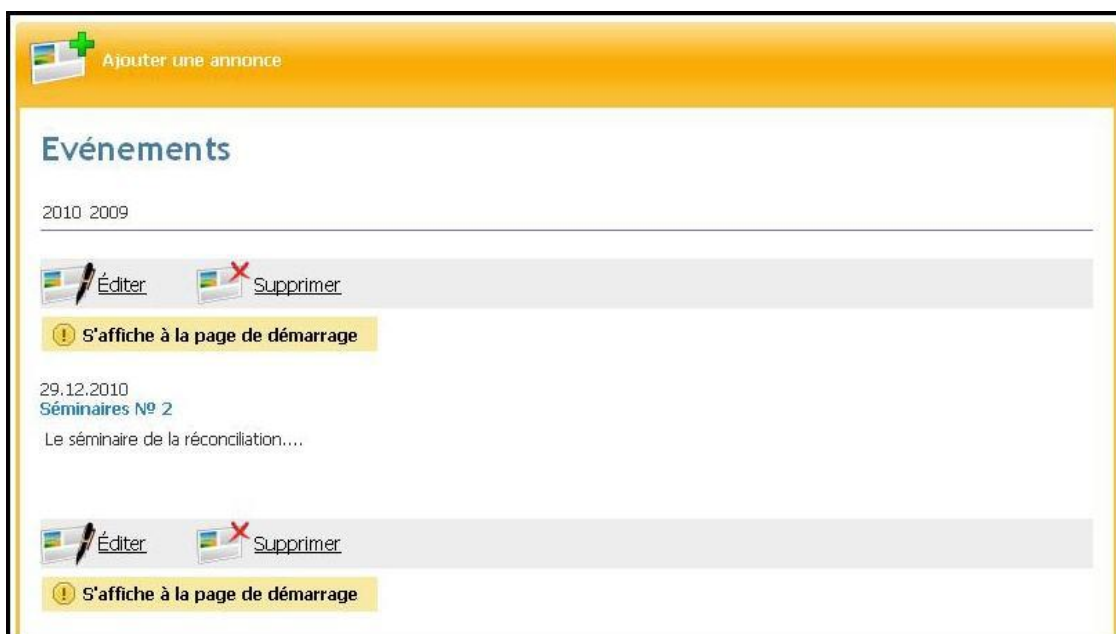 Ajouter une annonce
Evénements
2010 2009
Éditer Supprimer
S'affiche à la page de démarrage
29.12.2010
Séminaires № 2
Le séminaire de la réconciliation....
Éditer Supprimer
S'affiche à la page de démarrage